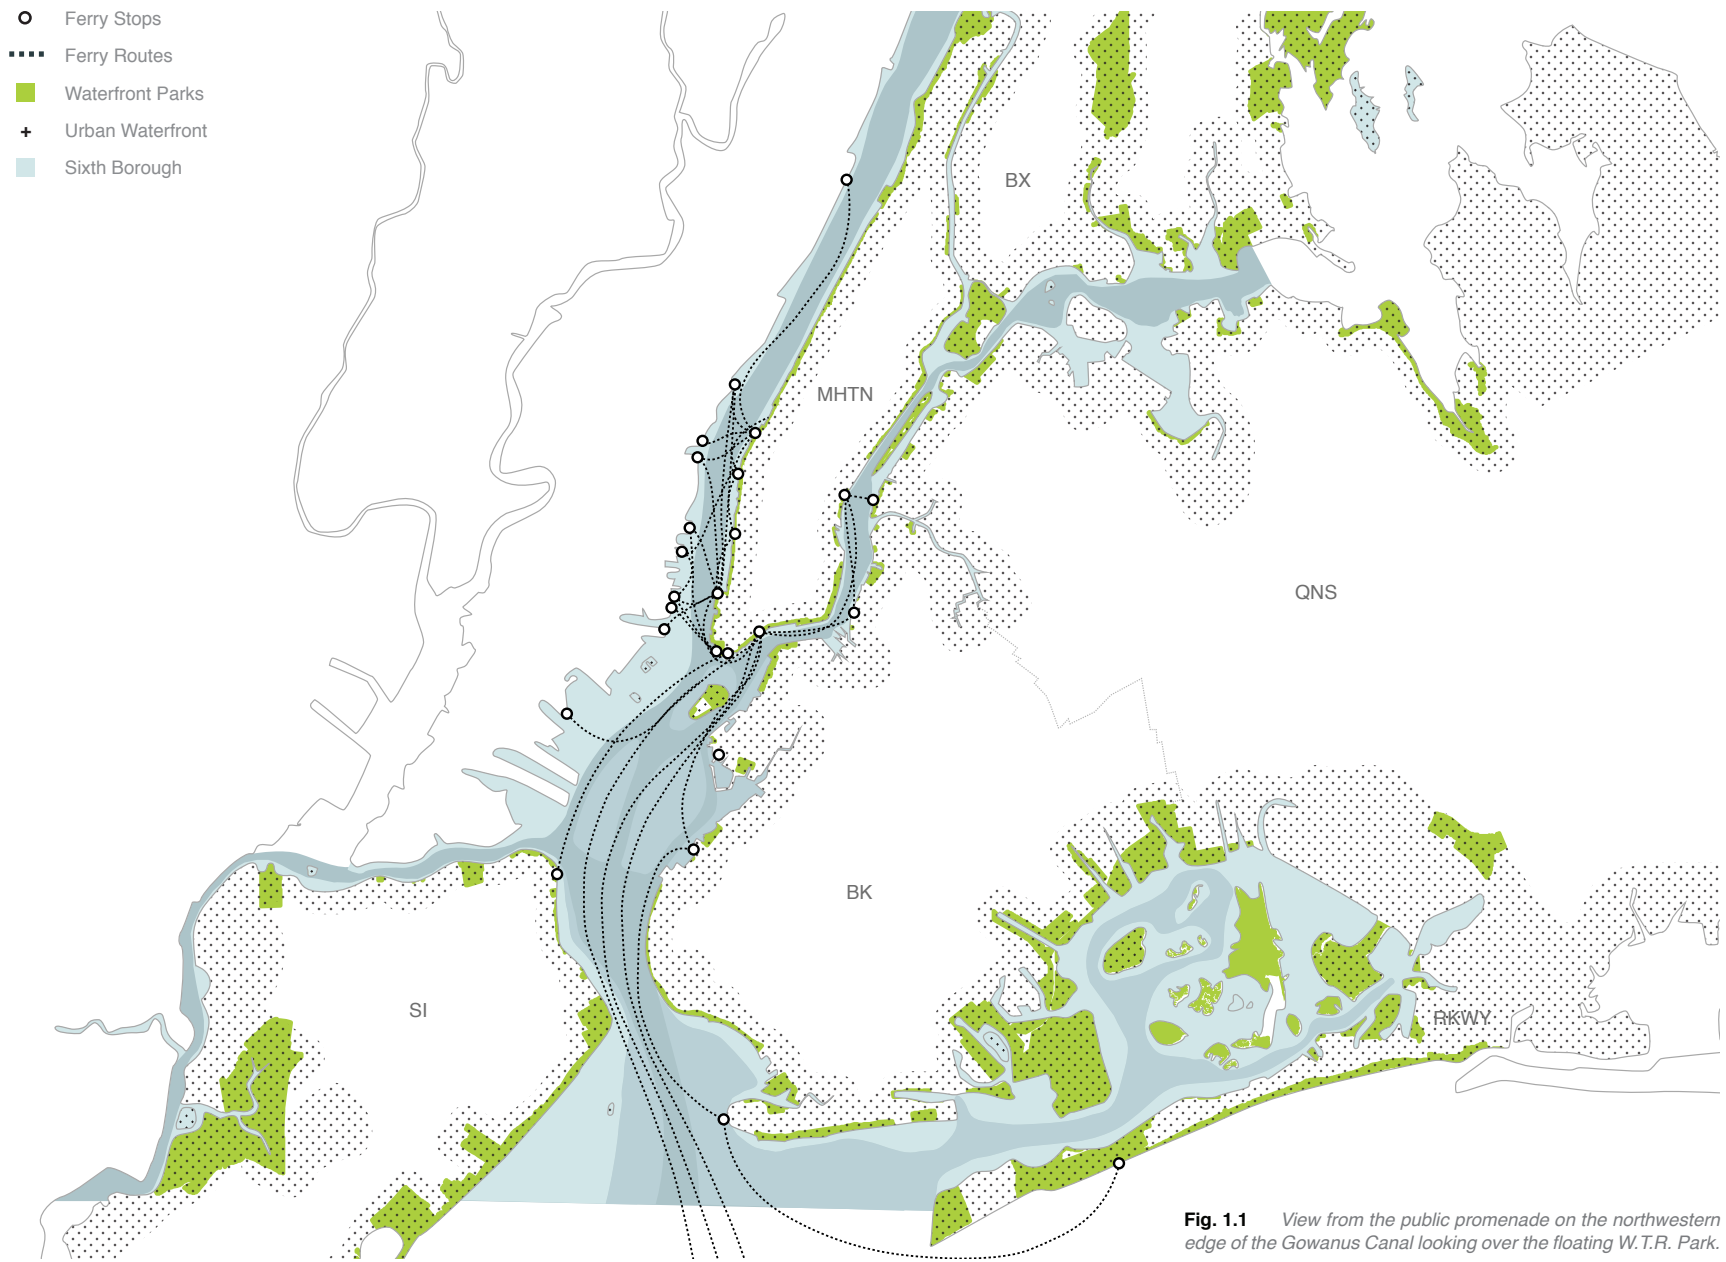 Ferry Stops
Ferry Routes
Waterfront Parks
Urban Waterfront
Sixth Borough
BX
MHTN
QNS
BK
SI
RKWY
Fig. 1.1 View from the public promenade on the northwestern
edge of the Gowanus Canal looking over the floating W.T.R. Park.